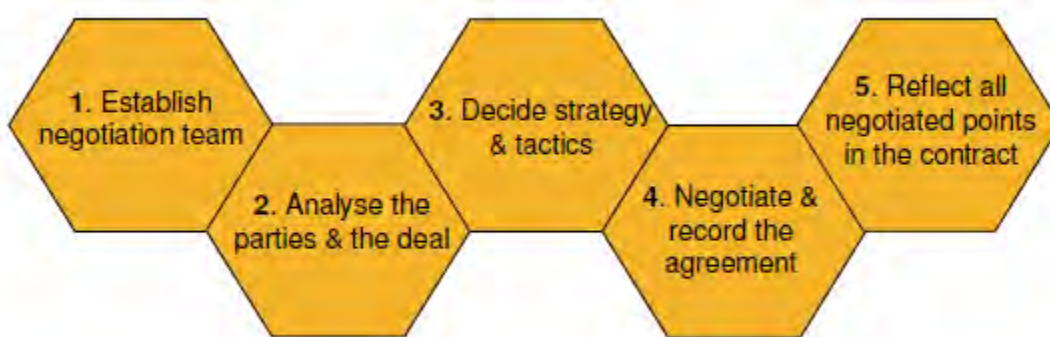 1. Establish
negotiation team
2. Analyse the
parties & the deal
3. Decide strategy
& tactics
4. Negotiate &
record the
agreement
5. Reflect all
negotiated points
in the contract